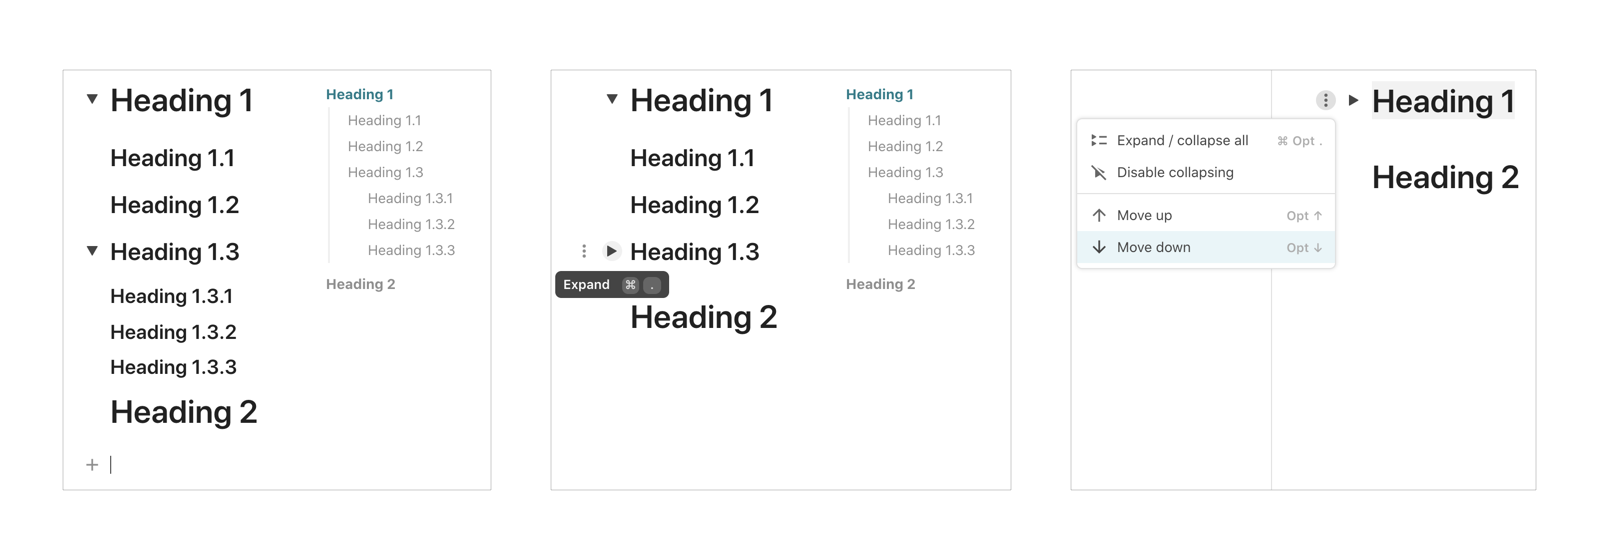 Heading 1
Heading 1.1
Heading 1.2
Heading 1.3
Heading 1.3.1
Heading 1.3.2
Heading 1.3.3
Heading 2
Heading 1
Heading 1.1
Heading 1.2
Heading 1.3
Heading 1.3.1
Heading 1.3.2
Heading 1.3.3
Heading 2
Heading 1
Heading 1.1
Heading 1.2
Heading 1.3
Expand ⌘ .
Heading 2
Heading 1
Heading 1.1
Heading 1.2
Heading 1.3
Heading 1.3.1
Heading 1.3.2
Heading 1.3.3
Heading 2
Heading 1
Expand / collapse all ⌘ Opt .
Disable collapsing
Move up Opt ↑
Move down Opt ↓
Heading 2